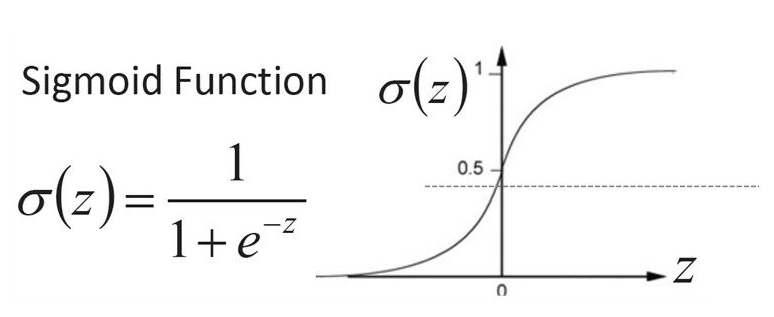 Sigmoid Function
σ(z) = 1 / (1 + e^{-z})
σ(z)
1
0.5
0
z